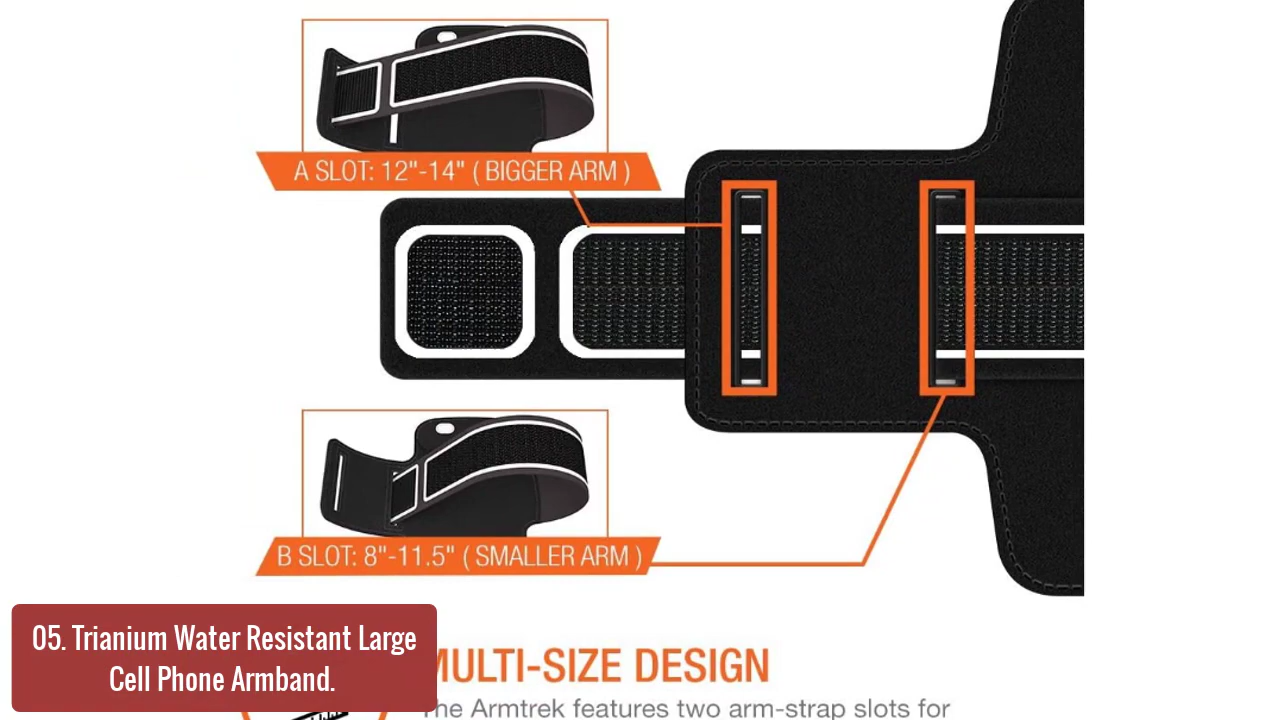 A SLOT: 12"-14" ( BIGGER ARM )
B SLOT: 8"-11.5" ( SMALLER ARM )
05. Trianium Water Resistant Large
Cell Phone Armband.
MULTI-SIZE DESIGN
The Armtrek features two arm-strap slots for